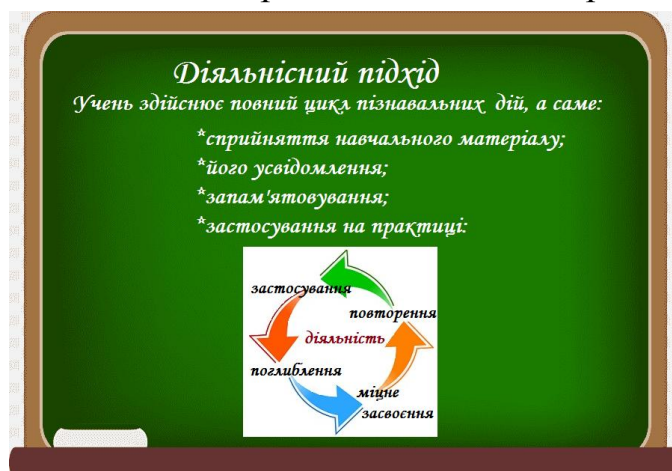 Діяльнісний підхід
Учень здійснює повний цикл пізнавальних дій, а саме:
*сприйняття навчального матеріалу;
*його усвідомлення;
*запам'ятовування;
*застосування на практиці:
застосування
повторення
діяльність
поглиблення
міцне
засвоєння